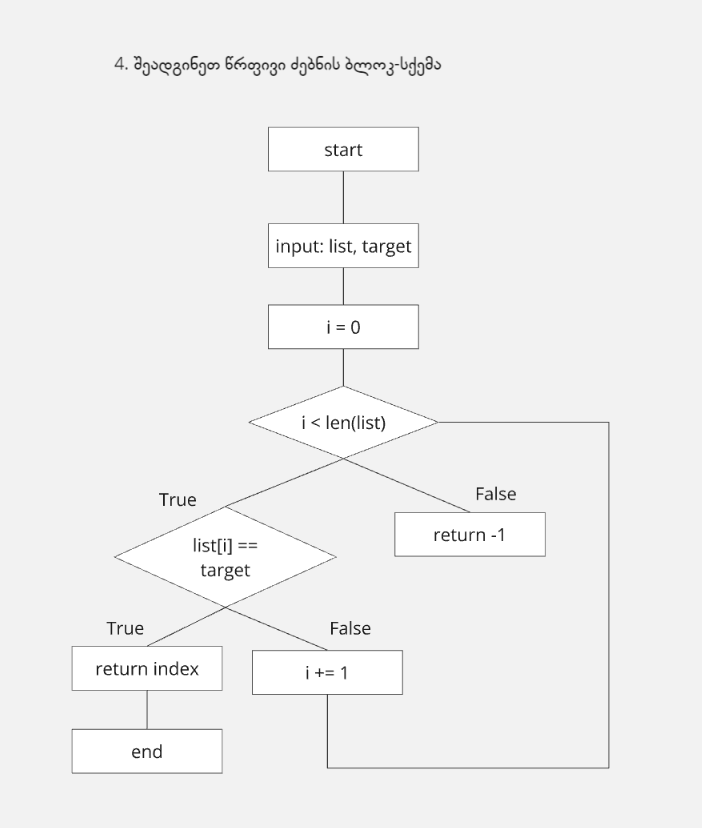 4. შეადგინეთ წრფივი ძებნის ბლოკ-სქემა
start
input: list, target
i = 0
i < len(list)
True
False
list[i] ==
target
return -1
True
False
return index
i += 1
end